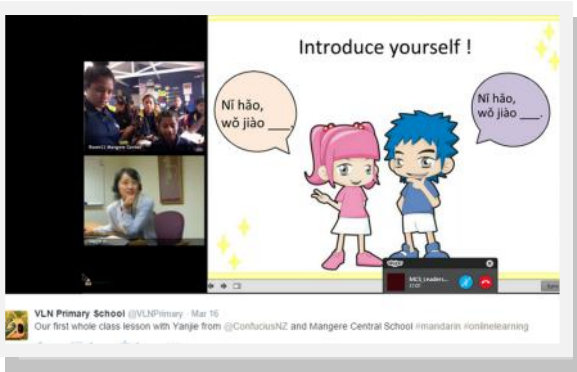 Introduce yourself !
Nǐ hǎo,
wǒ jiào ___.
Nǐ hǎo,
wǒ jiào ___.
MCS_Leaders...
VLN Primary School @VLNPrimary · Mar 16
Our first whole class lesson with Yanjie from @ConfuciusNZ and Mangere Central School #mandarin #onlinelearning